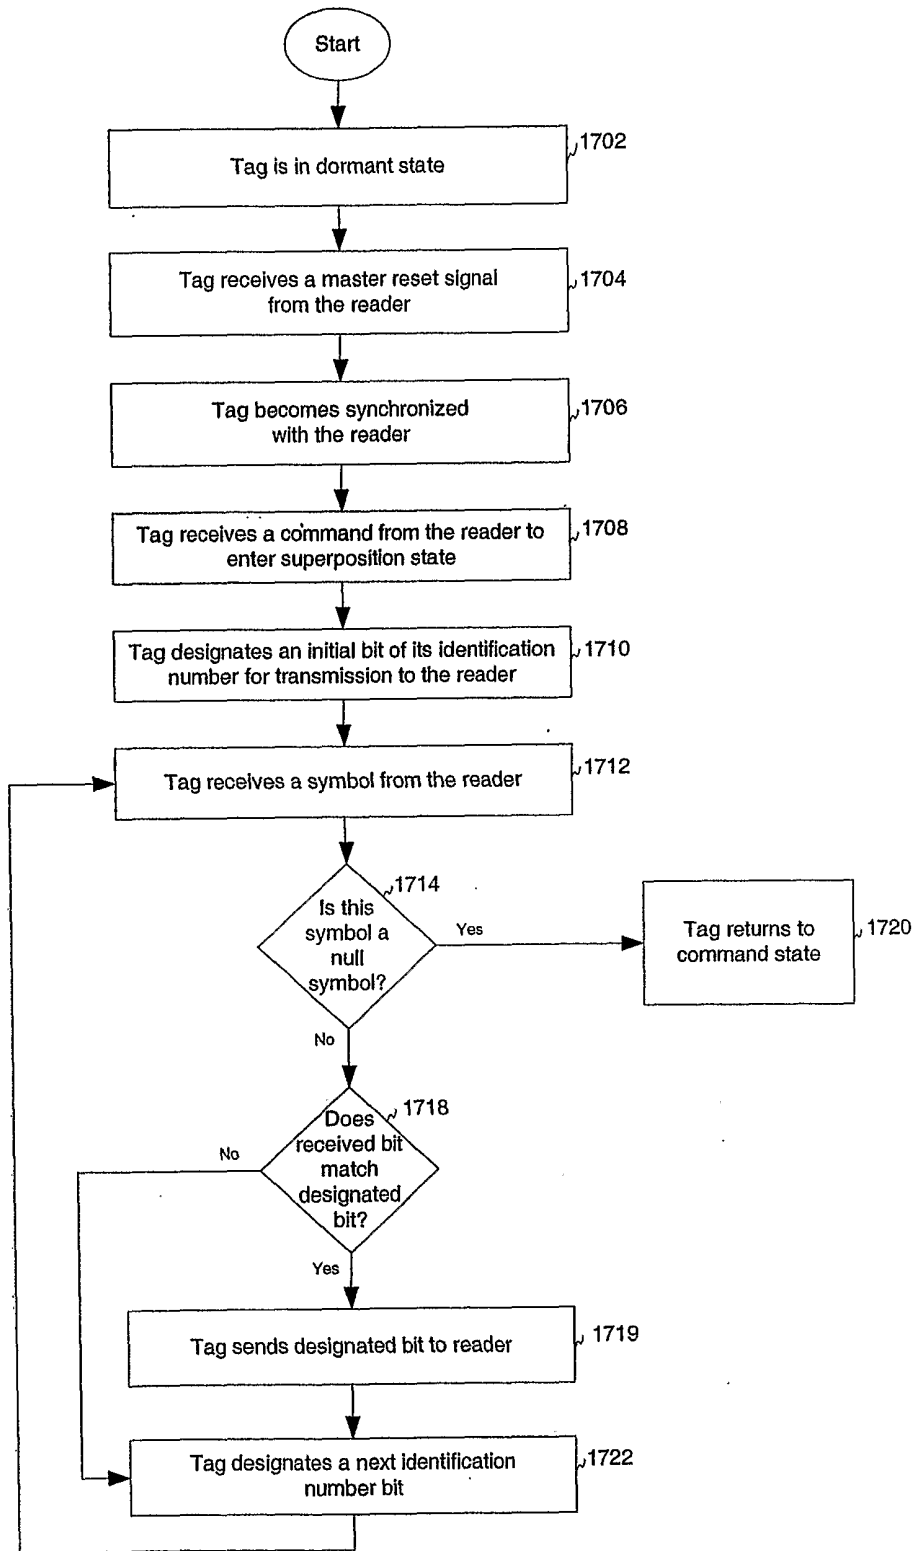 Start
Tag is in dormant state
1702
Tag receives a master reset signal
from the reader
1704
Tag becomes synchronized
with the reader
1706
Tag receives a command from the reader to
enter superposition state
1708
Tag designates an initial bit of its identification
number for transmission to the reader
1710
Tag receives a symbol from the reader
1712
1714
Is this
symbol a
null
symbol?
Yes
Tag returns to
command state
1720
No
1718
Does
received bit
match
designated
bit?
No
Yes
Tag sends designated bit to reader
1719
Tag designates a next identification
number bit
1722